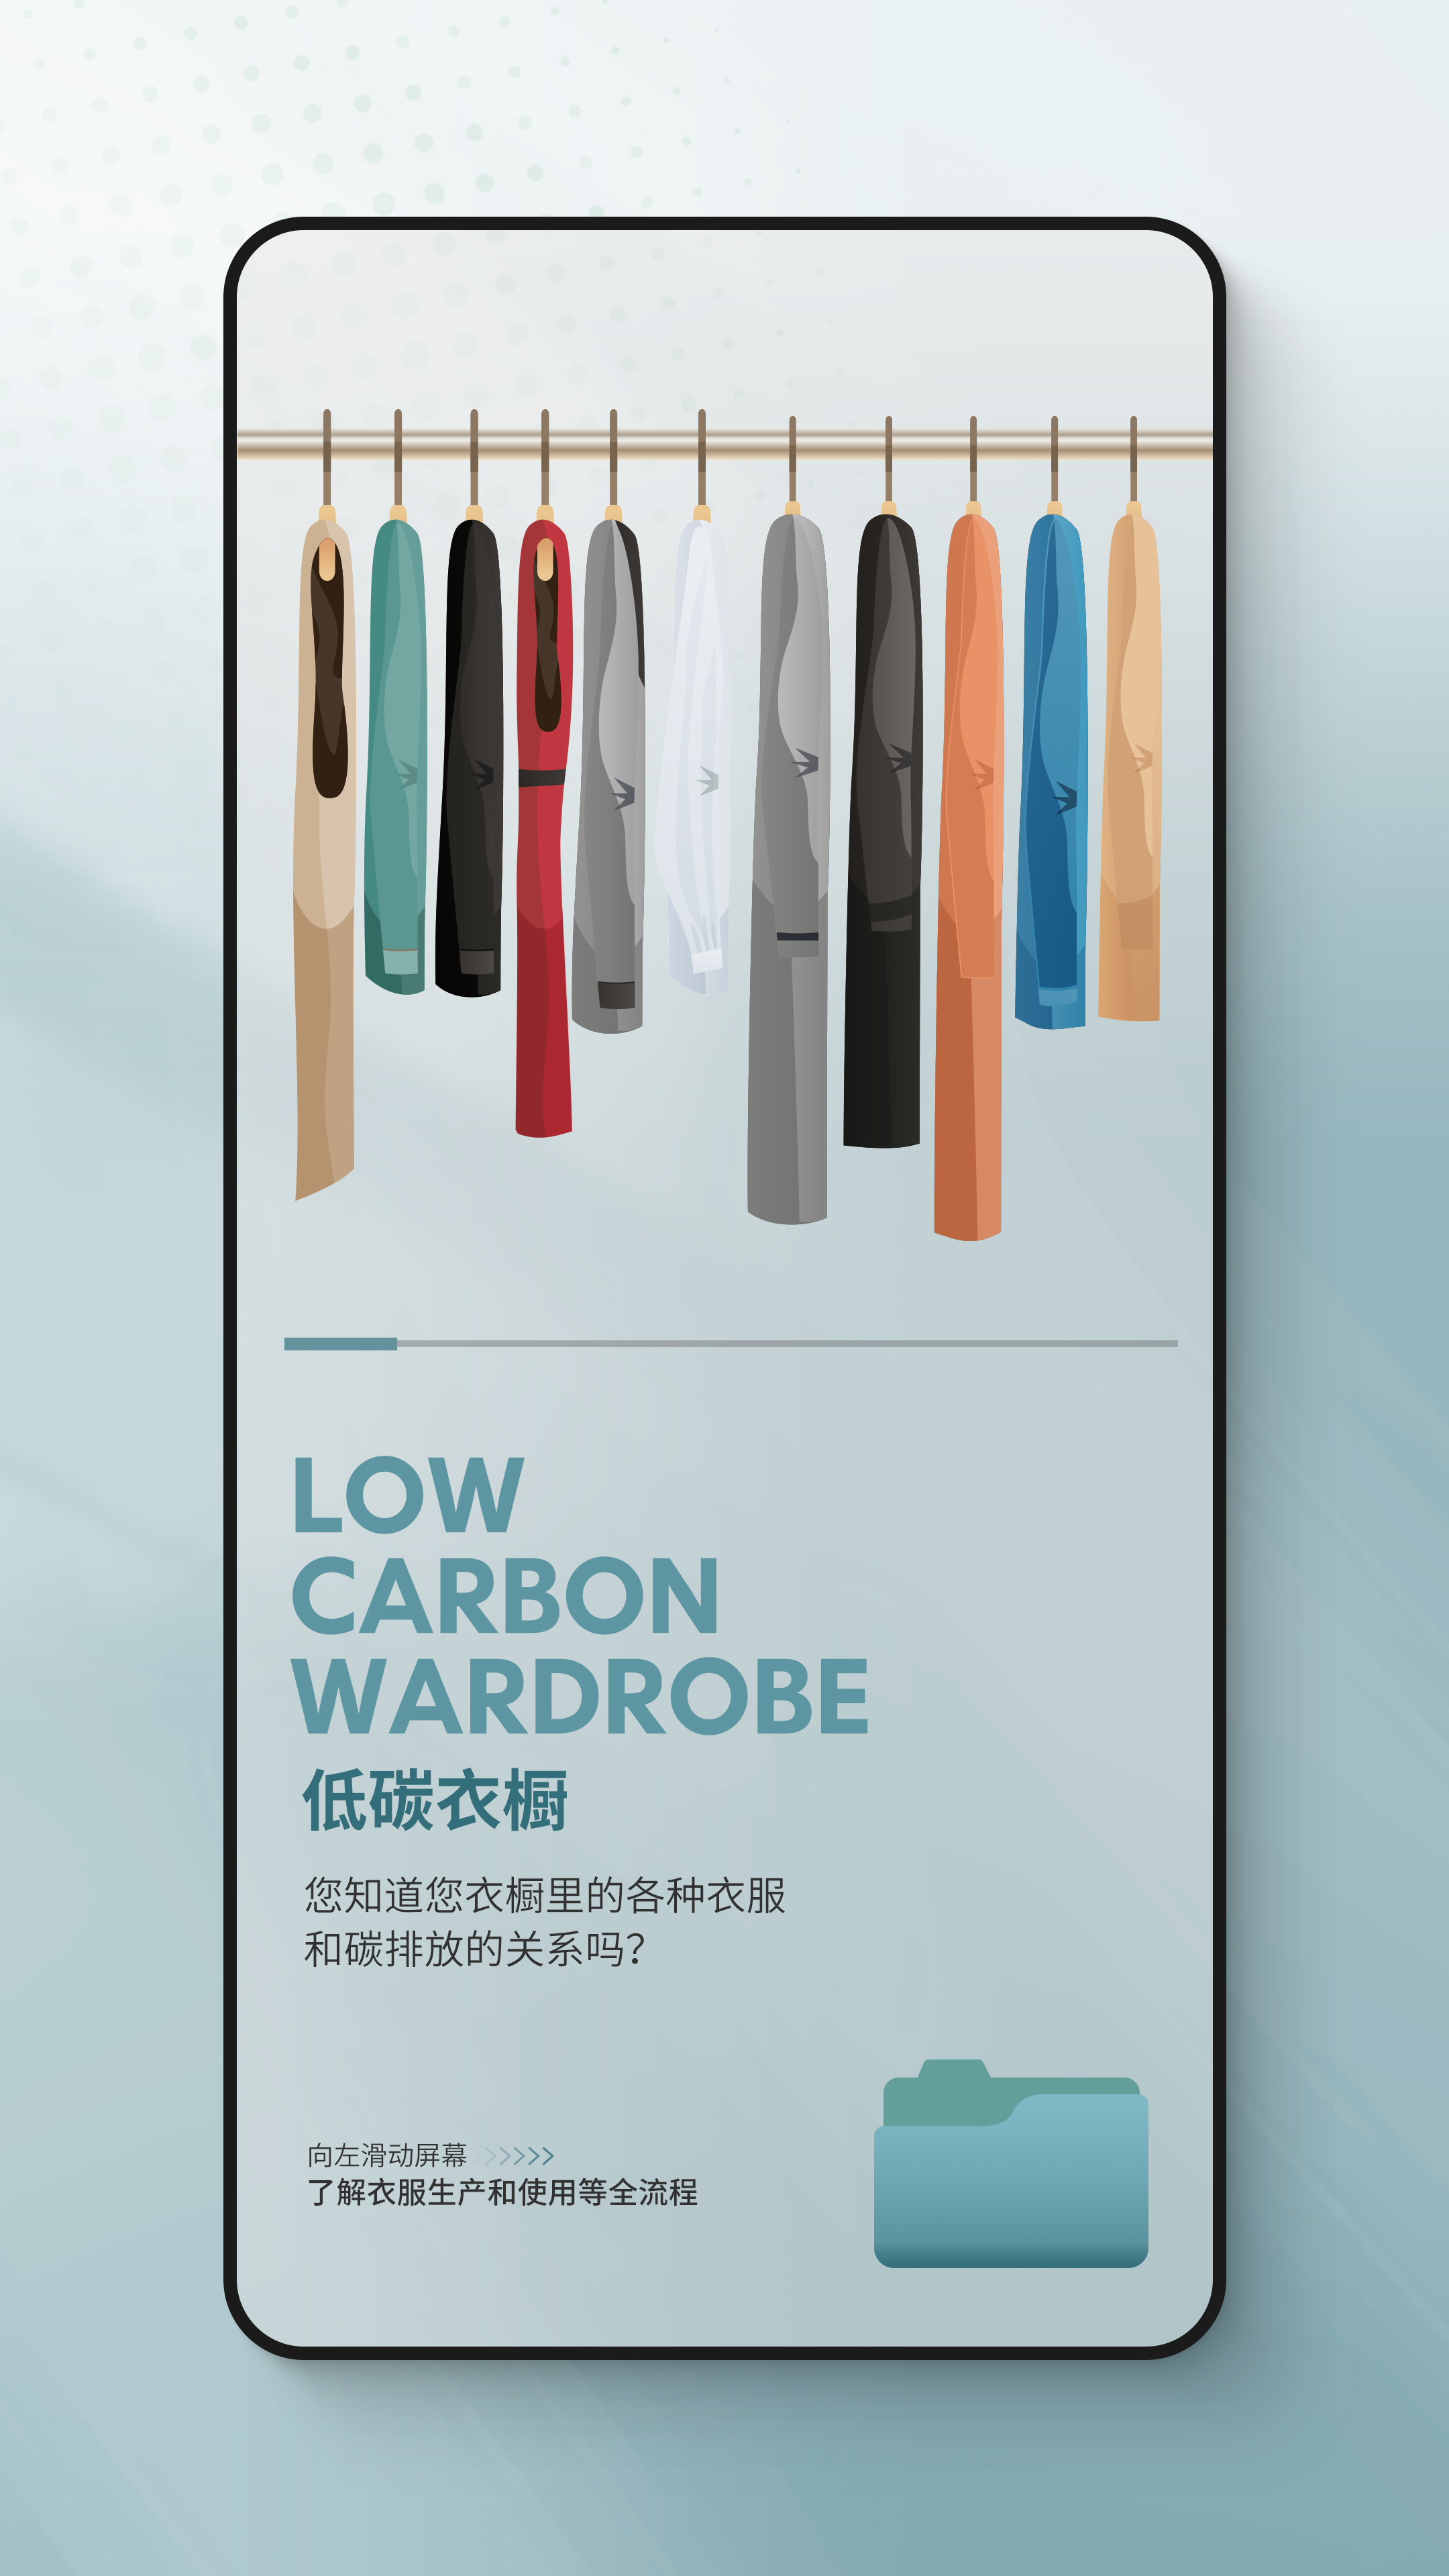 LOW
CARBON
WARDROBE
低碳衣橱
您知道您衣橱里的各种衣服
和碳排放的关系吗？
向左滑动屏幕
了解衣服生产和使用等全流程